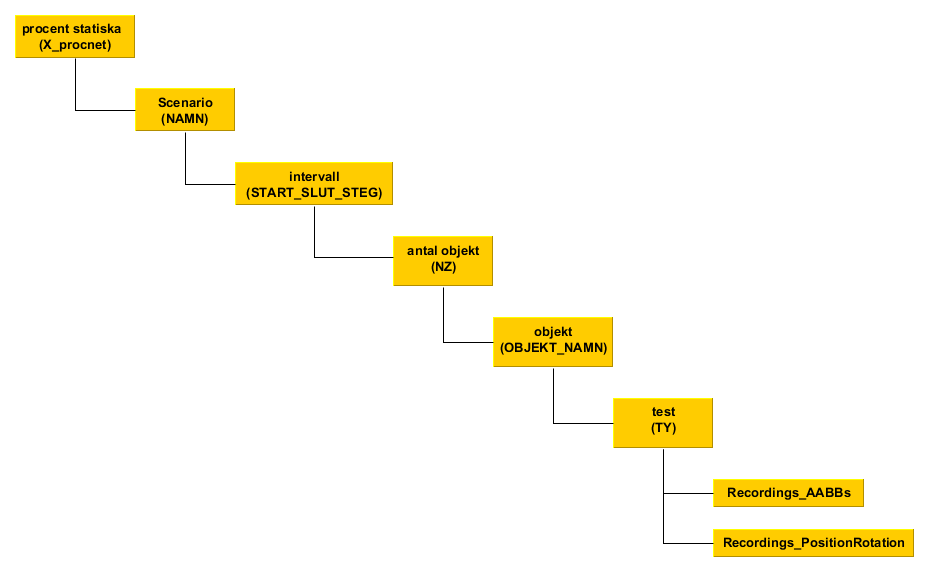 procent statiska
(X_procnet)
Scenario
(NAMN)
intervall
(START_SLUT_STEG)
antal objekt
(NZ)
objekt
(OBJEKT_NAMN)
test
(TY)
Recordings_AABBs
Recordings_PositionRotation